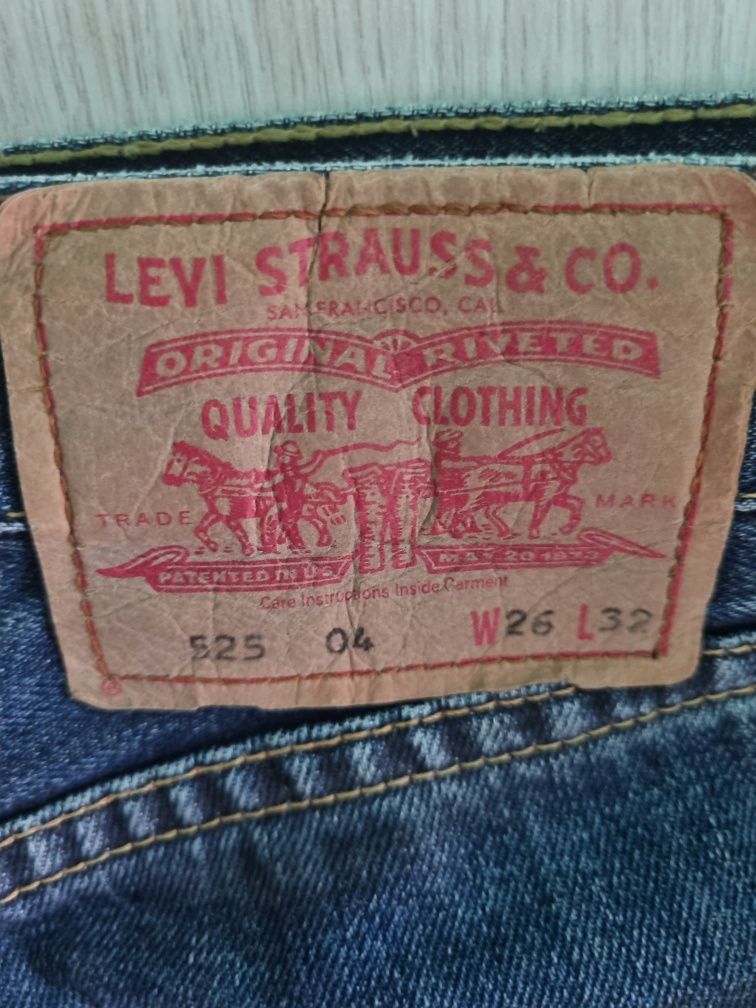 LEVI STRAUSS & CO.
SAN FRANCISCO, CAL
ORIGINAL RIVETED
QUALITY CLOTHING
TRADE MARK
PATENTED IN U.S. MAY 20 1873
Care Instructions Inside Garment
525 04 W26 L32
®